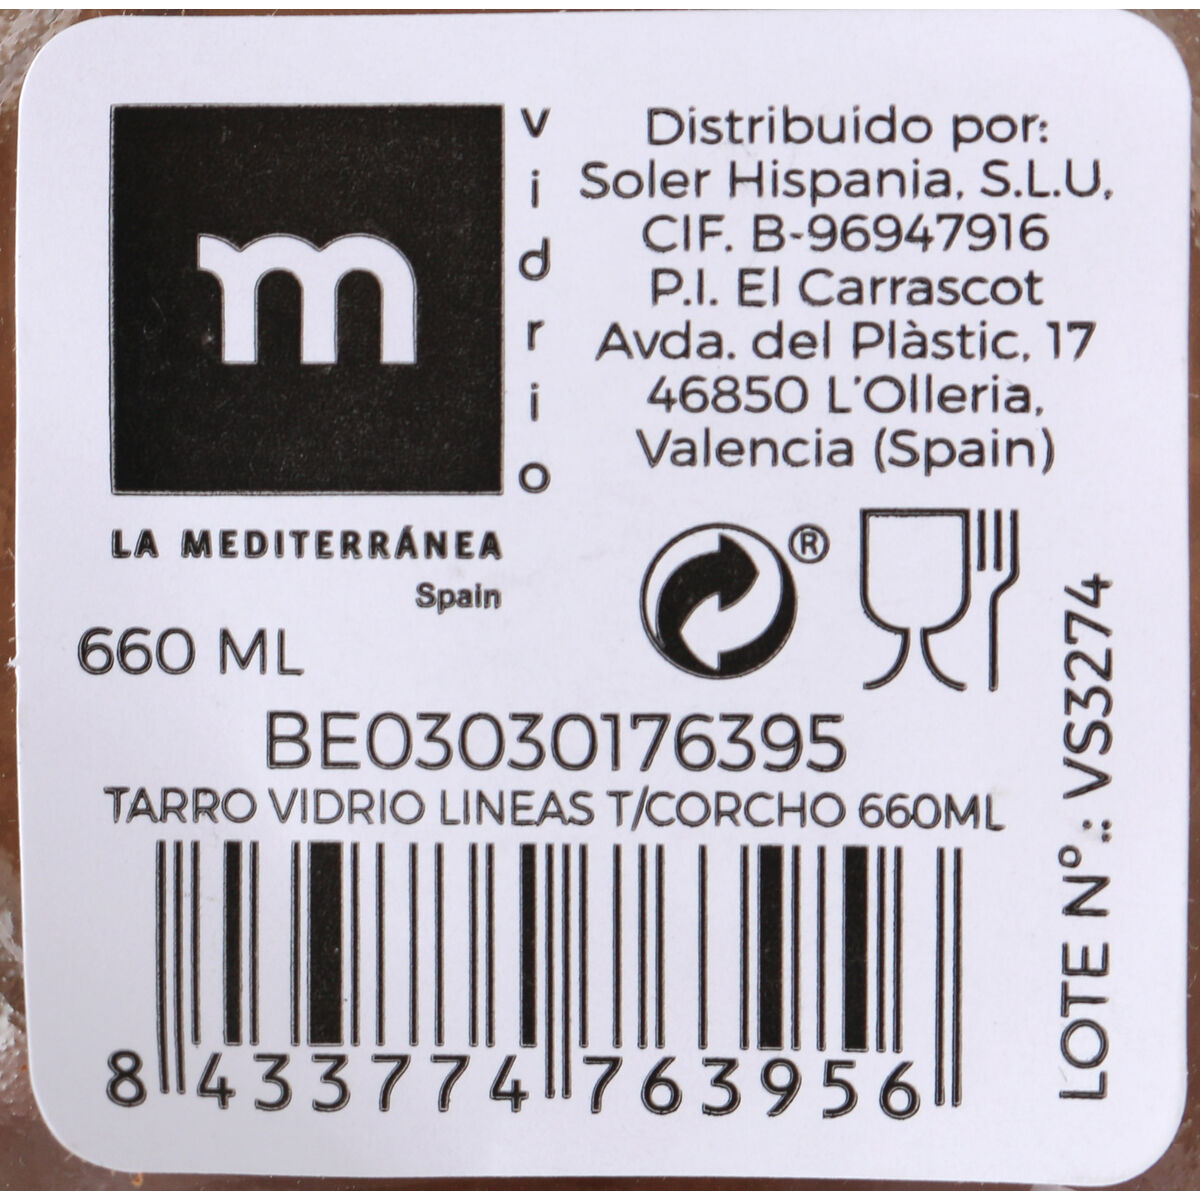 m
vidrio
LA MEDITERRÁNEA
Spain
660 ML
Distribuido por:
Soler Hispania, S.L.U,
CIF. B-96947916
P.I. El Carrascot
Avda. del Plàstic, 17
46850 L'Olleria,
Valencia (Spain)
®
BE03030176395
TARRO VIDRIO LINEAS T/CORCHO 660ML
8 433774 763956
LOTE Nº.: VS3274